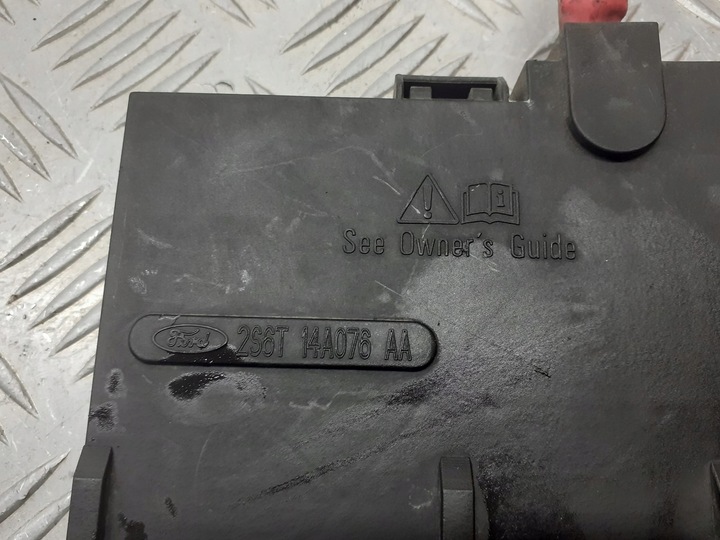 See Owner's Guide
Ford 2S6T 14A076 AA